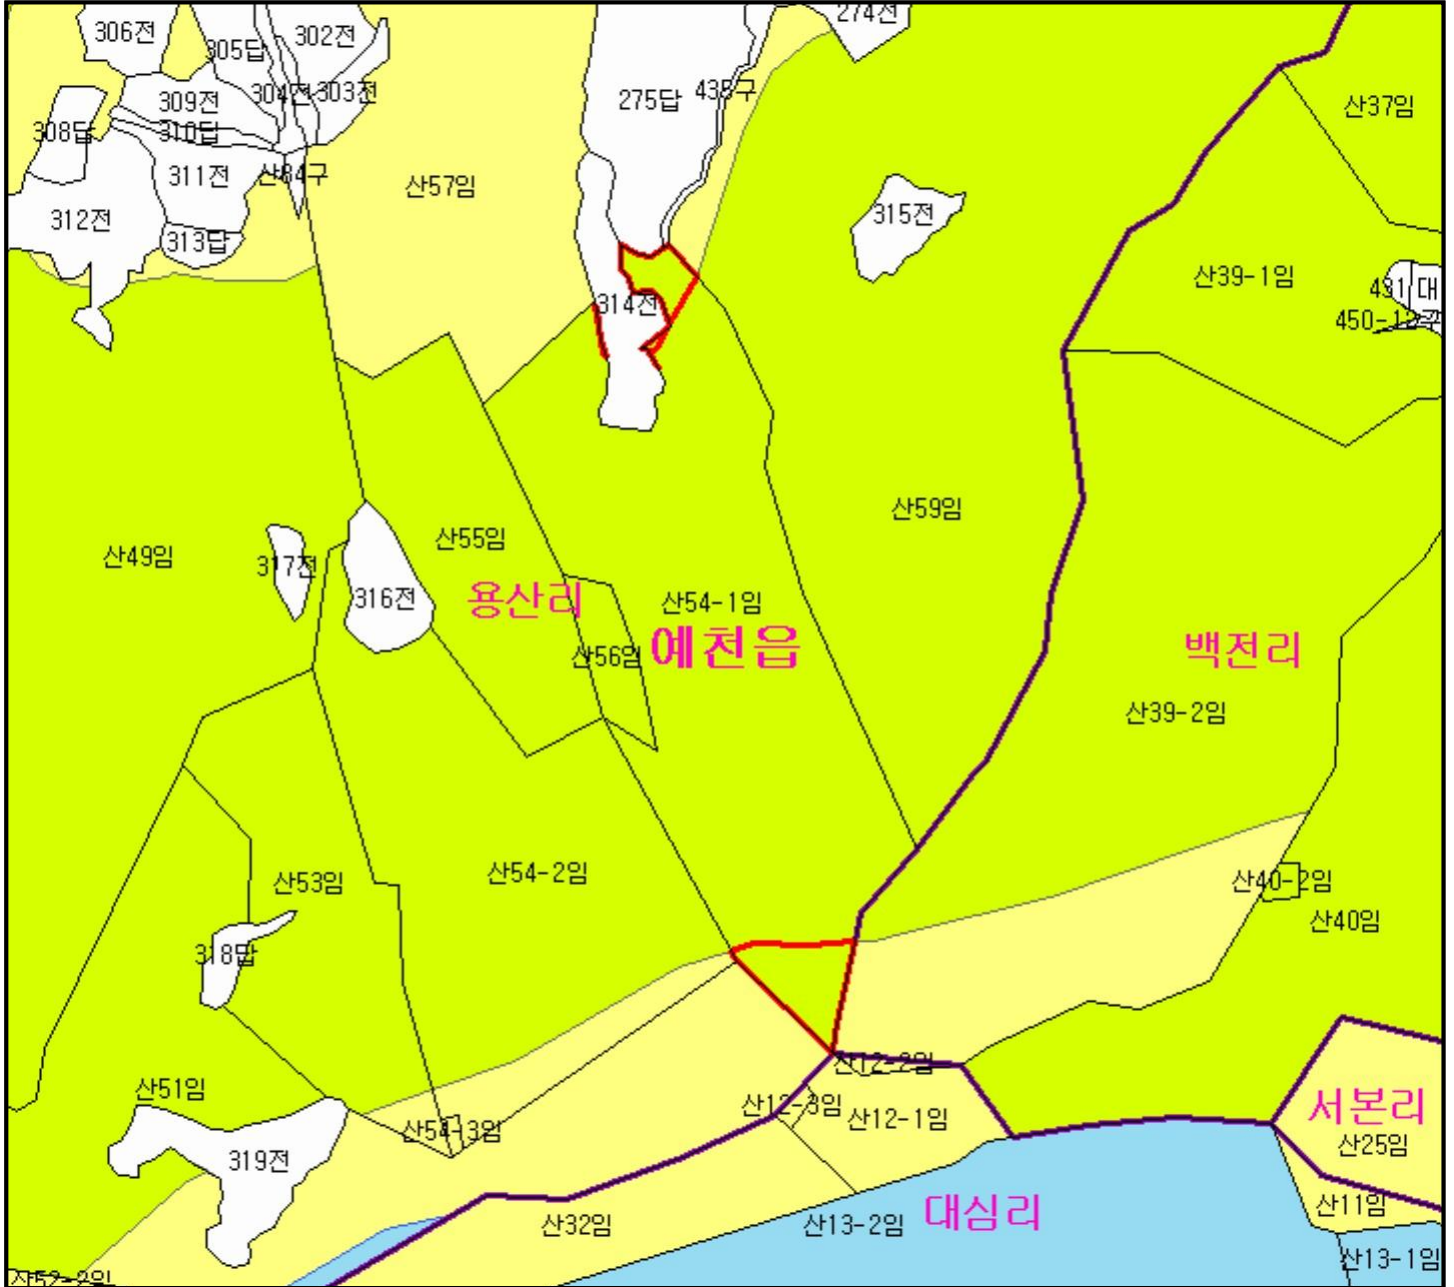 306전
305답
302전
274전
309전
304전
303전
275답
435구
산37임
308답
310답
311전
산84구
산57임
312전
315전
313답
산39-1임
431
대
314전
산59임
산55임
산49임
317전
316전
용산리
산54-1임
예천읍
백전리
산56임
산39-2임
산53임
산54-2임
산40-2임
산40임
318답
산12-2임
산51임
산12-3임
산12-1임
서본리
산54-3임
산25임
319전
산32임
산13-2임
대심리
산11임
산13-1임